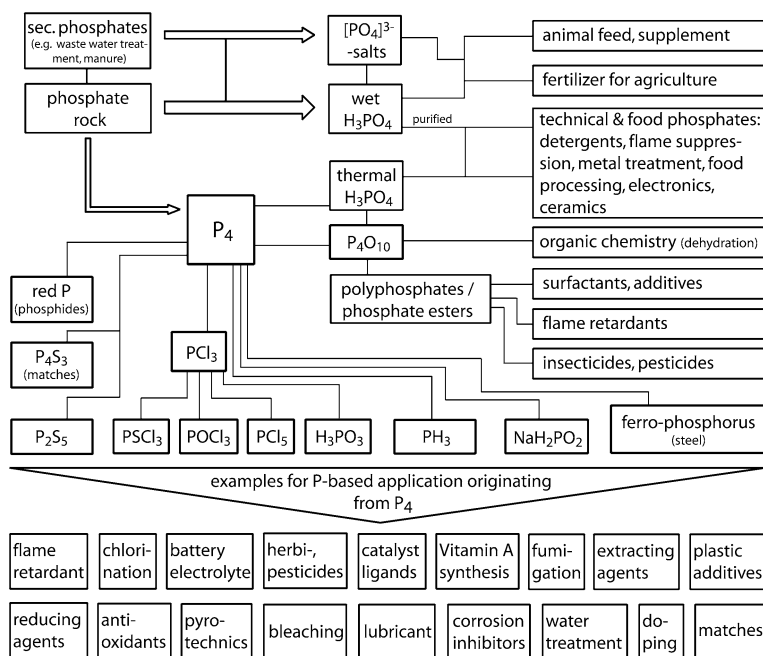 sec. phosphates
(e.g. waste water treat-
ment, manure)
phosphate
rock
[PO₄]³⁻
-salts
wet
H₃PO₄
purified
animal feed, supplement
fertilizer for agriculture
technical & food phosphates:
detergents, flame suppres-
sion, metal treatment, food
processing, electronics,
ceramics
thermal
H₃PO₄
P₄
P₄O₁₀
organic chemistry (dehydration)
polyphosphates /
phosphate esters
surfactants, additives
flame retardants
insecticides, pesticides
red P
(phosphides)
P₄S₃
(matches)
PCl₃
P₂S₅
PSCl₃
POCl₃
PCl₅
H₃PO₃
PH₃
NaH₂PO₂
ferro-phosphorus
(steel)
examples for P-based application originating
from P₄
flame
retardant
chlori-
nation
battery
electrolyte
herbi-,
pesticides
catalyst
ligands
Vitamin A
synthesis
fumi-
gation
extracting
agents
plastic
additives
reducing
agents
anti-
oxidants
pyro-
technics
bleaching
lubricant
corrosion
inhibitors
water
treatment
do-
ping
matches